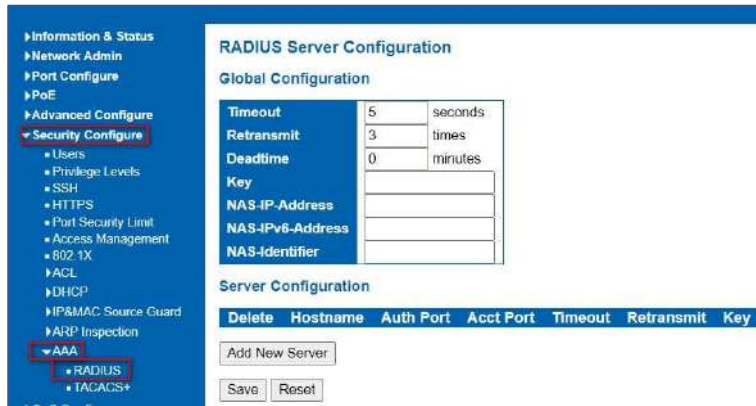 Information & Status
Network Admin
Port Configure
PoE
Advanced Configure
Security Configure
Users
Privilege Levels
SSH
HTTPS
Port Security Limit
Access Management
802.1X
ACL
DHCP
IP&MAC Source Guard
ARP Inspection
AAA
RADIUS
TACACS+
RADIUS Server Configuration
Global Configuration
Timeout 5 seconds
Retransmit 3 times
Deadtime 0 minutes
Key
NAS-IP-Address
NAS-IPv6-Address
NAS-Identifier
Server Configuration
Delete Hostname Auth Port Acct Port Timeout Retransmit Key
Add New Server
Save Reset